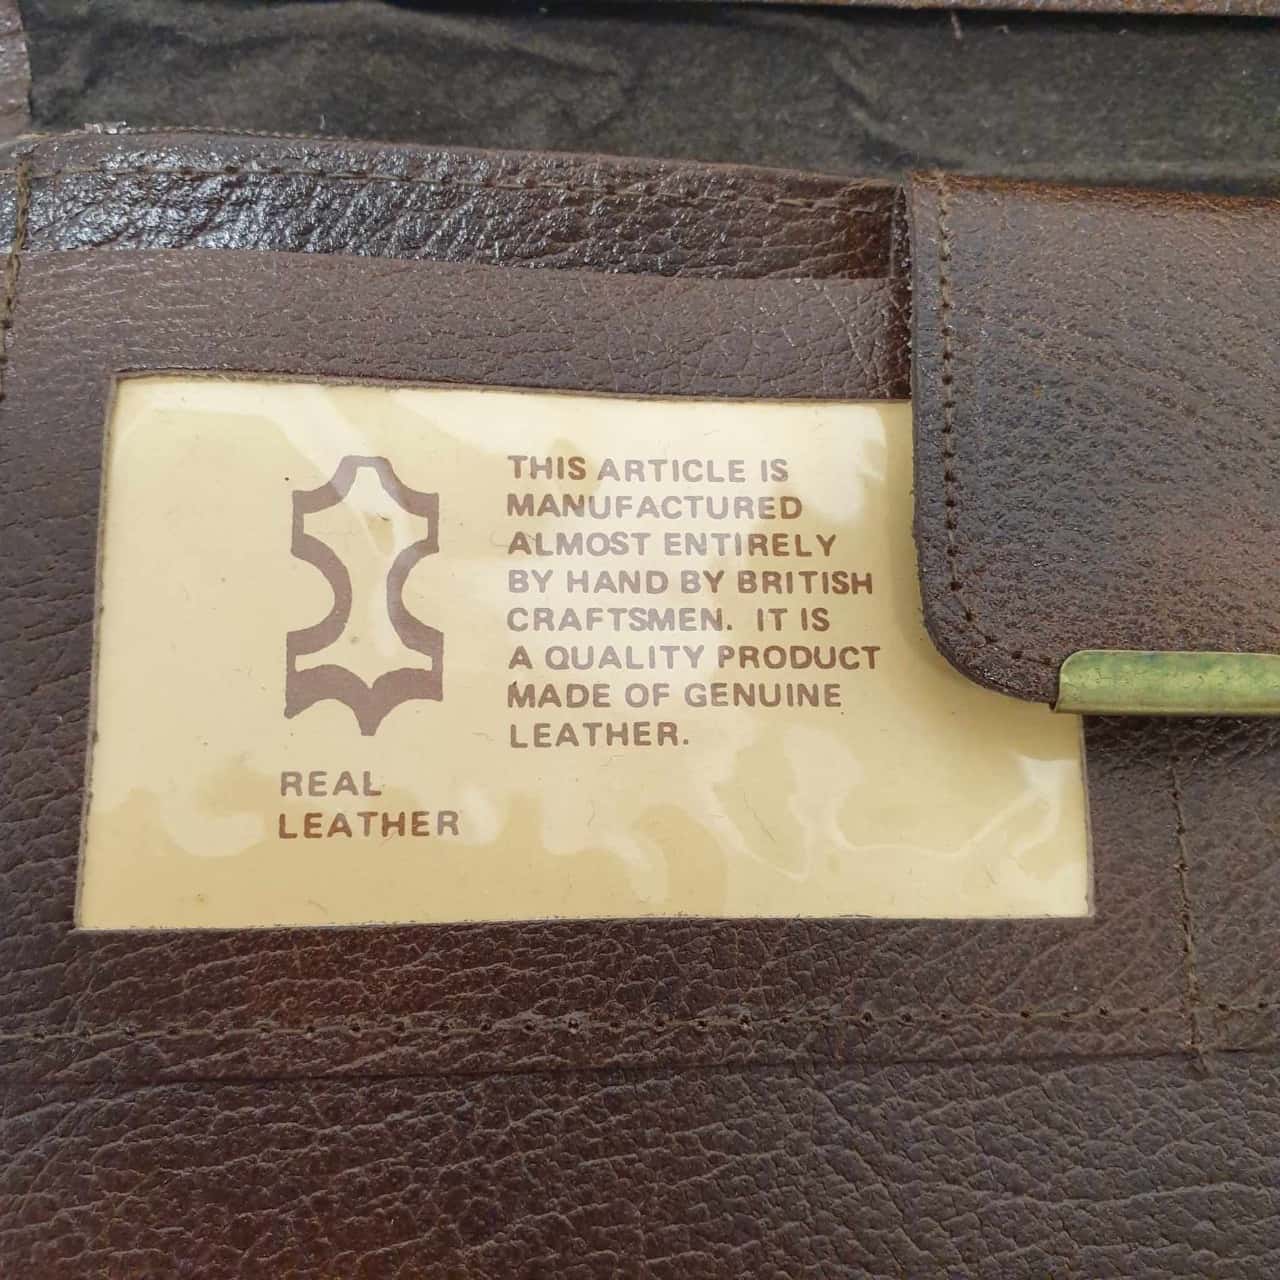 THIS ARTICLE IS
MANUFACTURED
ALMOST ENTIRELY
BY HAND BY BRITISH
CRAFTSMEN. IT IS
A QUALITY PRODUCT
MADE OF GENUINE
LEATHER.
REAL
LEATHER